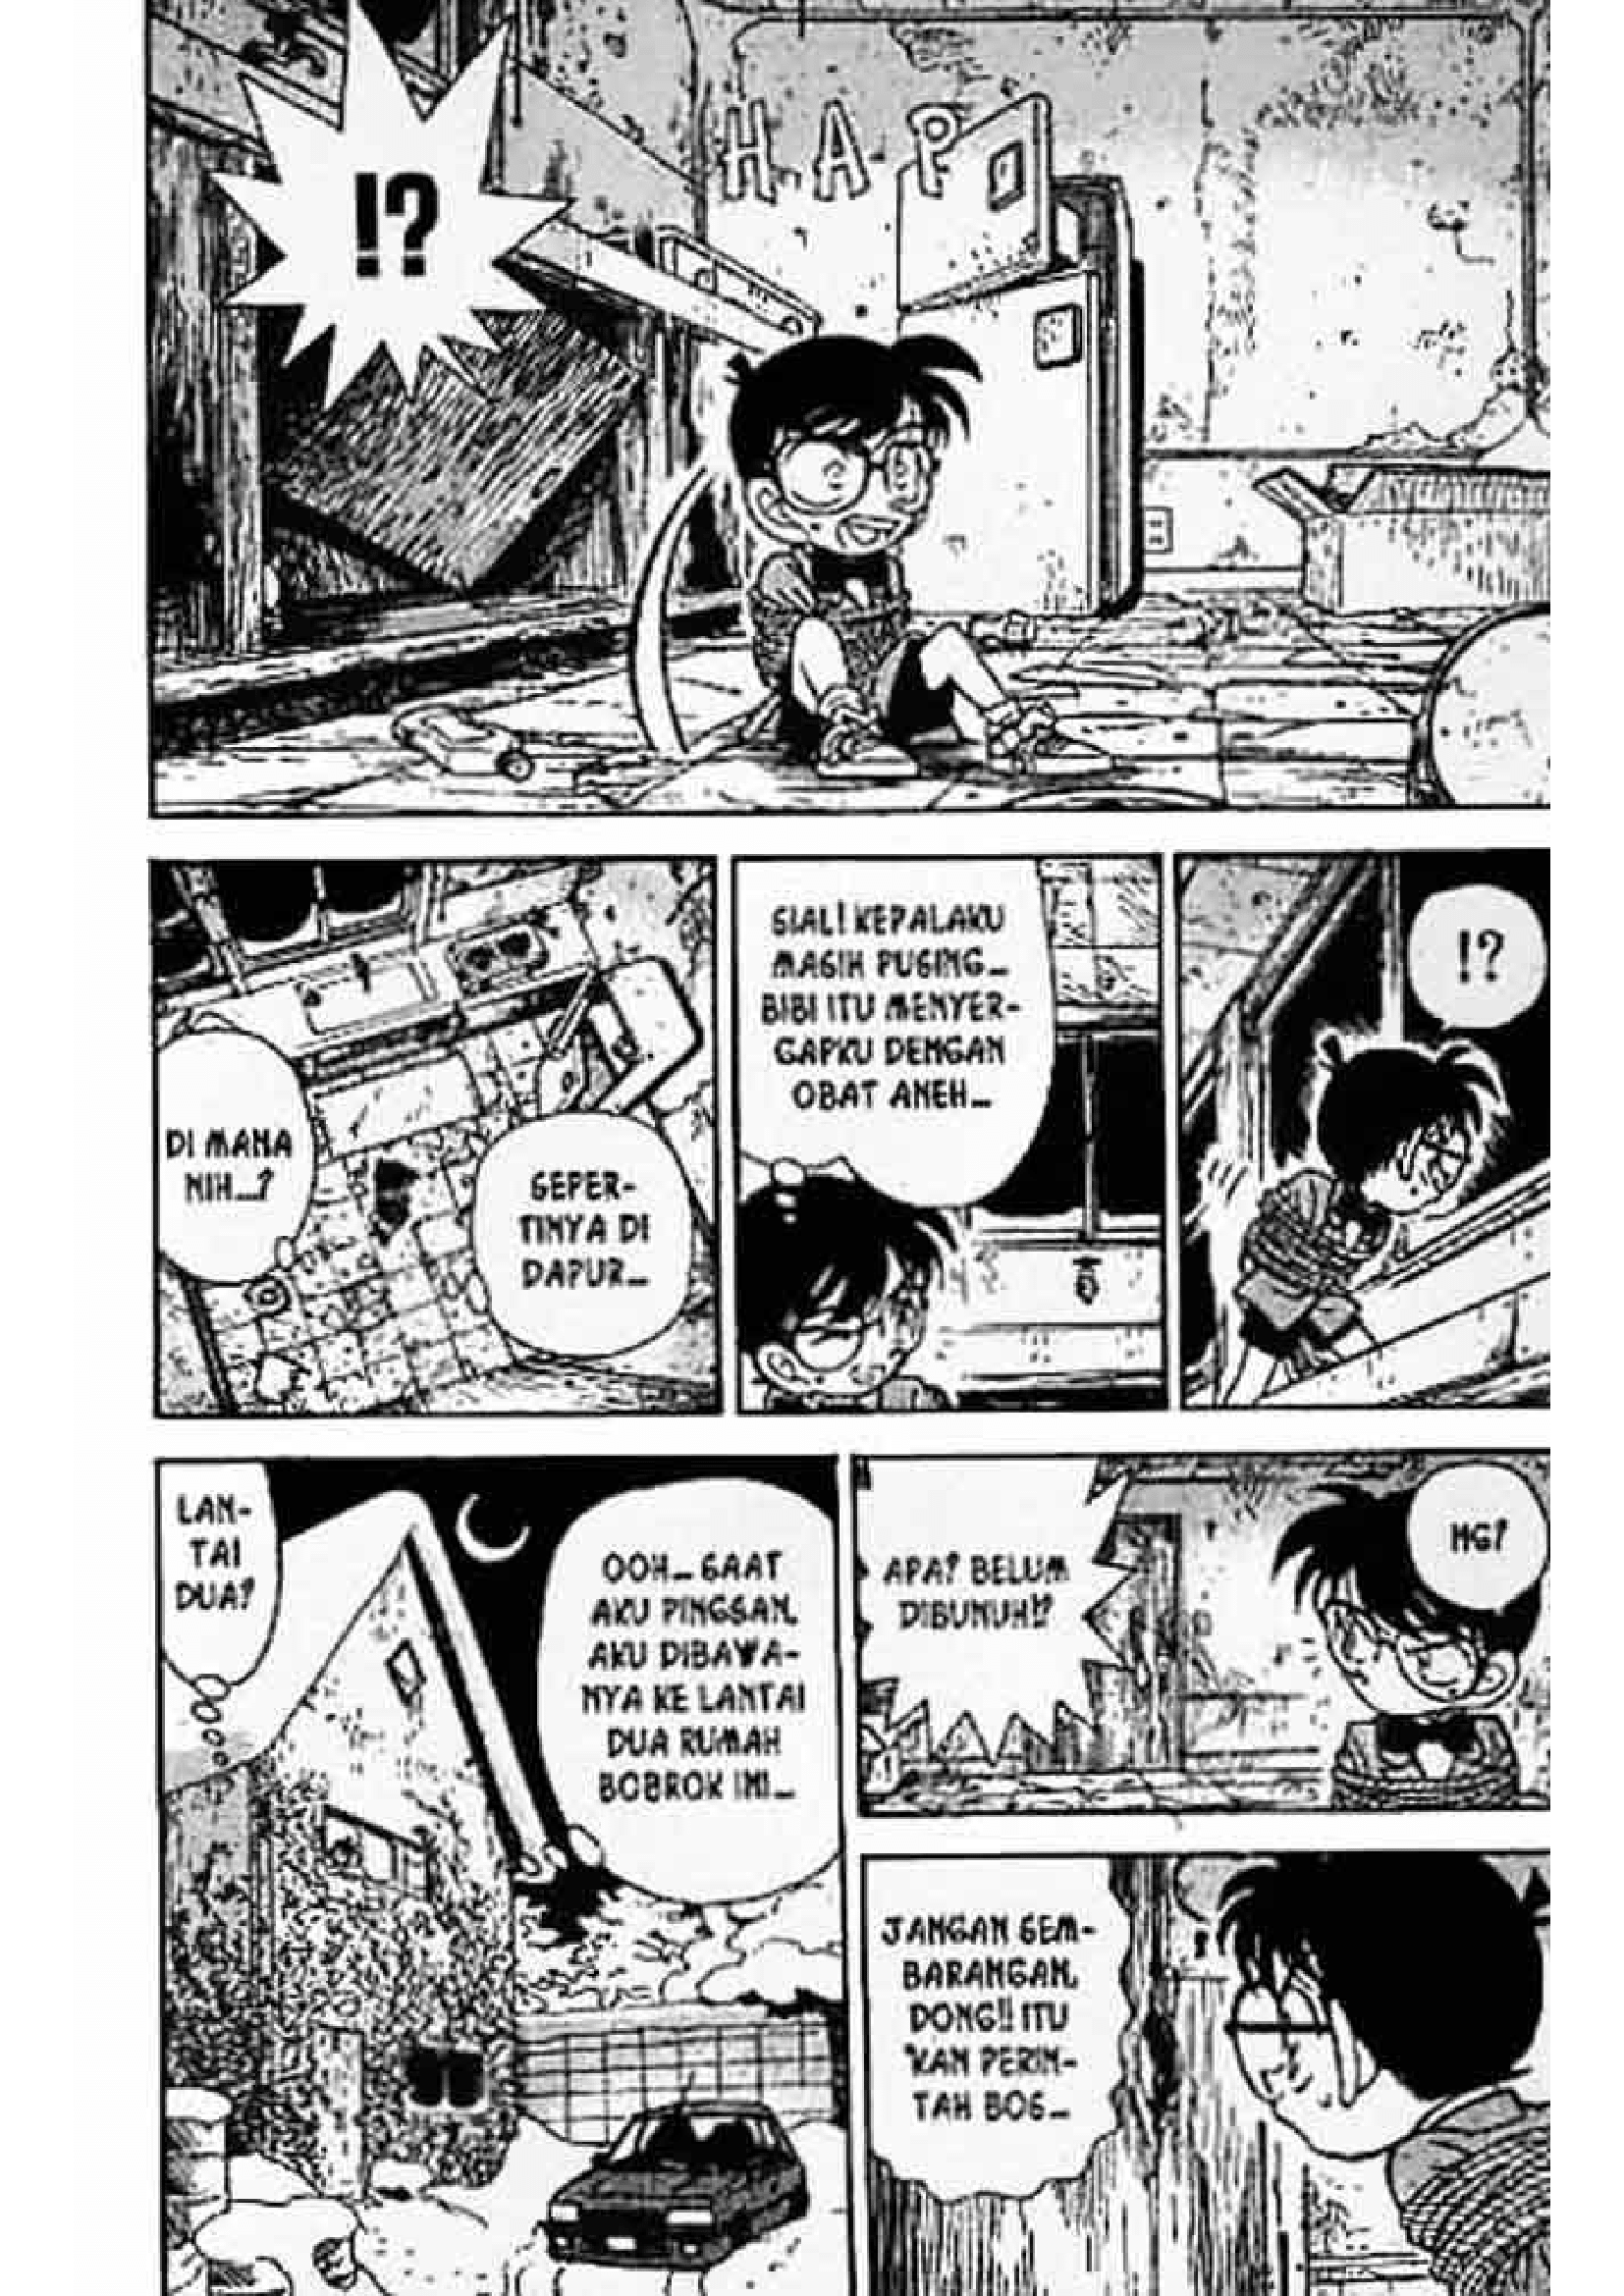 !?
HAP
DI MANA
NIH...?
SEPER-
TINYA DI
DAPUR...
SIAL! KEPALAKU
MASIH PUSING...
BIBI ITU MENYER-
GAPKU DENGAN
OBAT ANEH...
!?
LAN-
TAI
DUA?
OOH... SAAT
AKU PINGSAN,
AKU DIBAWA-
NYA KE LANTAI
DUA RUMAH
BOBROK INI...
APA? BELUM
DIBUNUH!?
NG?
JANGAN SEM-
BARANGAN,
DONG!! ITU
'KAN PERIN-
TAH BOS...